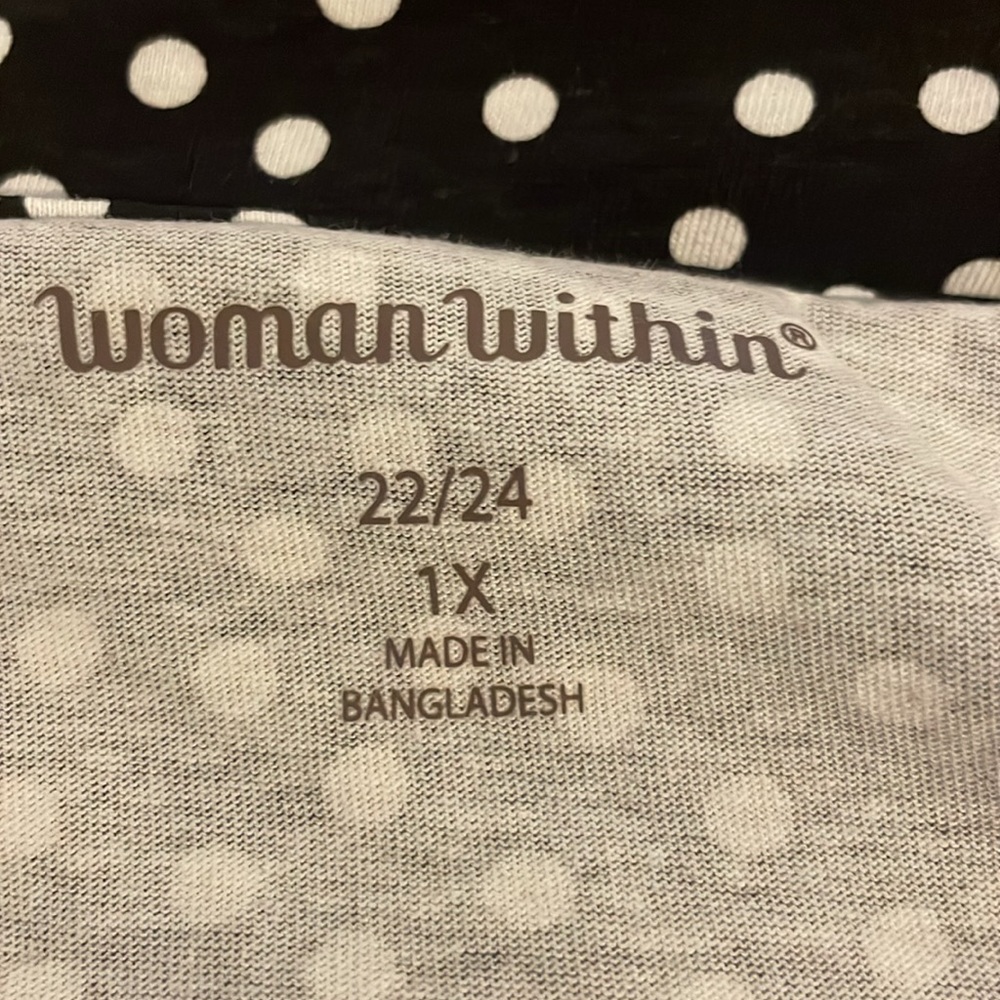 Woman Within®
22/24
1X
MADE IN
BANGLADESH